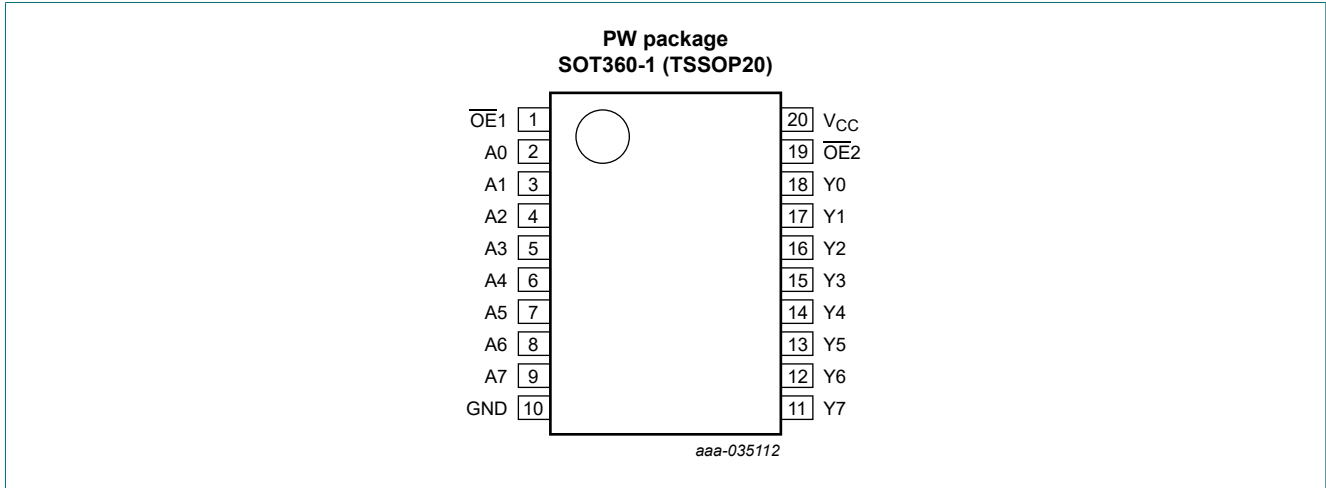 PW package
SOT360-1 (TSSOP20)
O̅E̅1 1 20 VCC
A0 2 19 O̅E̅2
A1 3 18 Y0
A2 4 17 Y1
A3 5 16 Y2
A4 6 15 Y3
A5 7 14 Y4
A6 8 13 Y5
A7 9 12 Y6
GND 10 11 Y7
aaa-035112